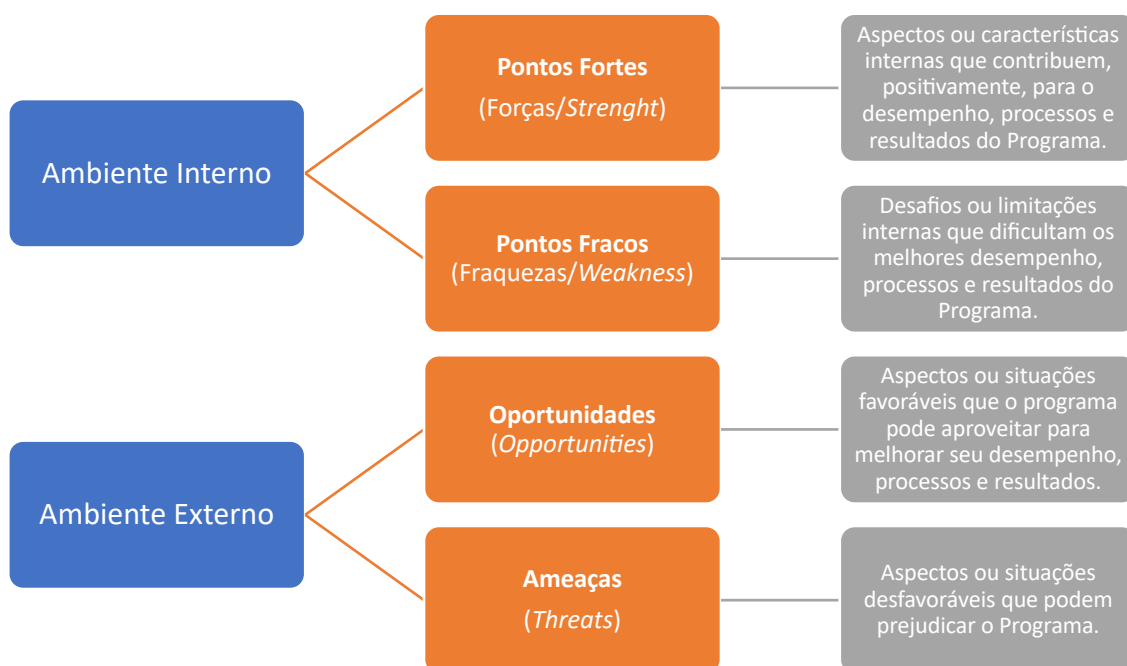 Ambiente Interno
Pontos Fortes
(Forças/Strenght)
Aspectos ou características
internas que contribuem,
positivamente, para o
desempenho, processos e
resultados do Programa.
Pontos Fracos
(Fraquezas/Weakness)
Desafios ou limitações
internas que dificultam os
melhores desempenho,
processos e resultados do
Programa.
Ambiente Externo
Oportunidades
(Opportunities)
Aspectos ou situações
favoráveis que o programa
pode aproveitar para
melhorar seu desempenho,
processos e resultados.
Ameaças
(Threats)
Aspectos ou situações
desfavoráveis que podem
prejudicar o Programa.